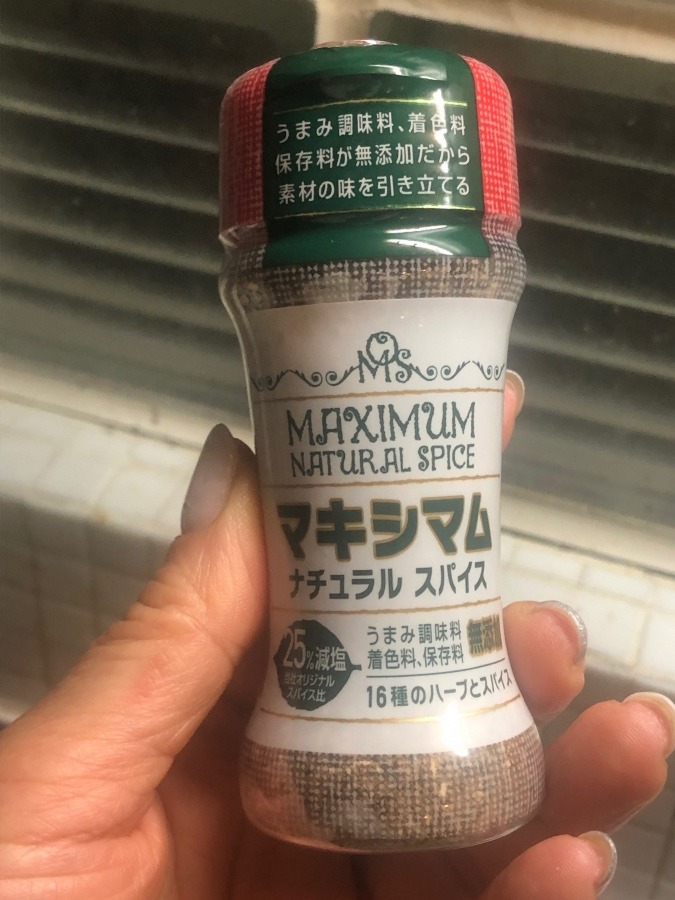 うまみ調味料、着色料
保存料が無添加だから
素材の味を引き立てる
MS
MAXIMUM
NATURAL SPICE
マキシマム
ナチュラル スパイス
25%減塩
当社オリジナル
スパイス比
うまみ調味料
着色料、保存料
無添加
16種のハーブとスパイス